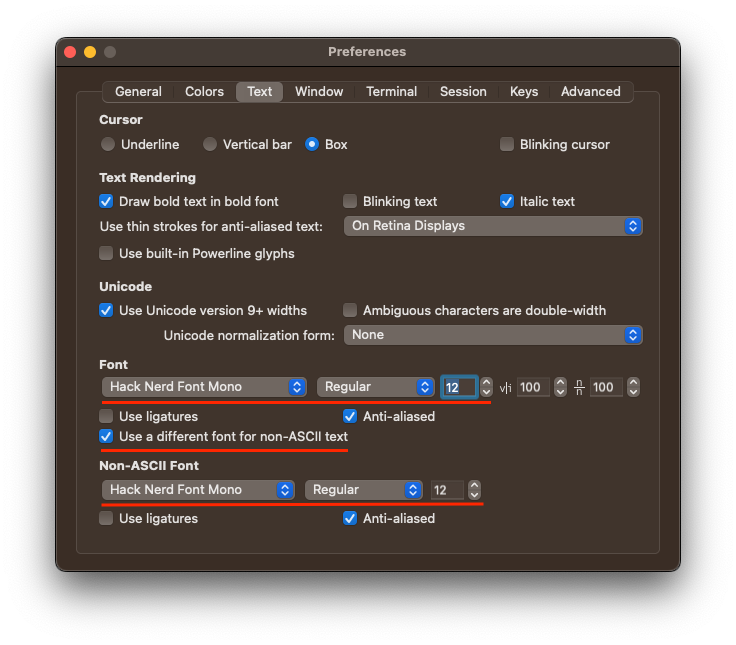 Preferences
General Colors Text Window Terminal Session Keys Advanced
Cursor
Underline Vertical bar Box Blinking cursor
Text Rendering
Draw bold text in bold font Blinking text Italic text
Use thin strokes for anti-aliased text: On Retina Displays
Use built-in Powerline glyphs
Unicode
Use Unicode version 9+ widths Ambiguous characters are double-width
Unicode normalization form: None
Font
Hack Nerd Font Mono Regular 12 v|i 100 n/n 100
Use ligatures Anti-aliased
Use a different font for non-ASCII text
Non-ASCII Font
Hack Nerd Font Mono Regular 12
Use ligatures Anti-aliased